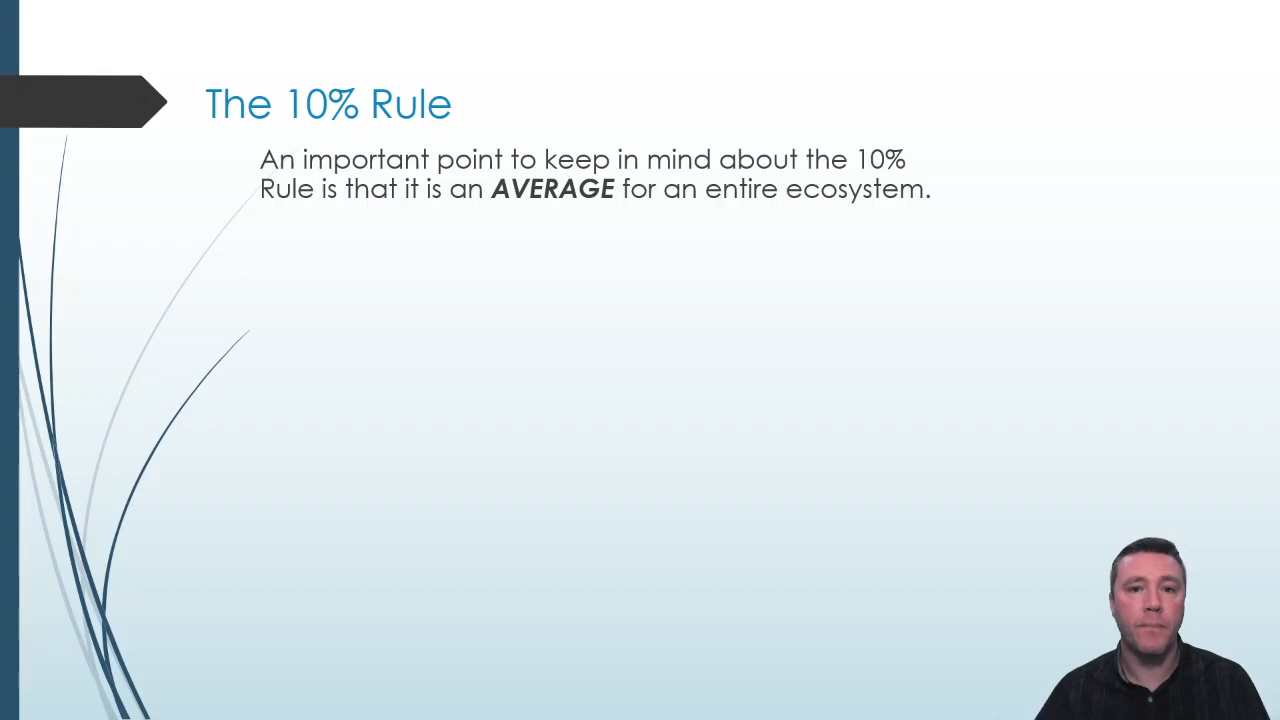 The 10% Rule
An important point to keep in mind about the 10%
Rule is that it is an AVERAGE for an entire ecosystem.